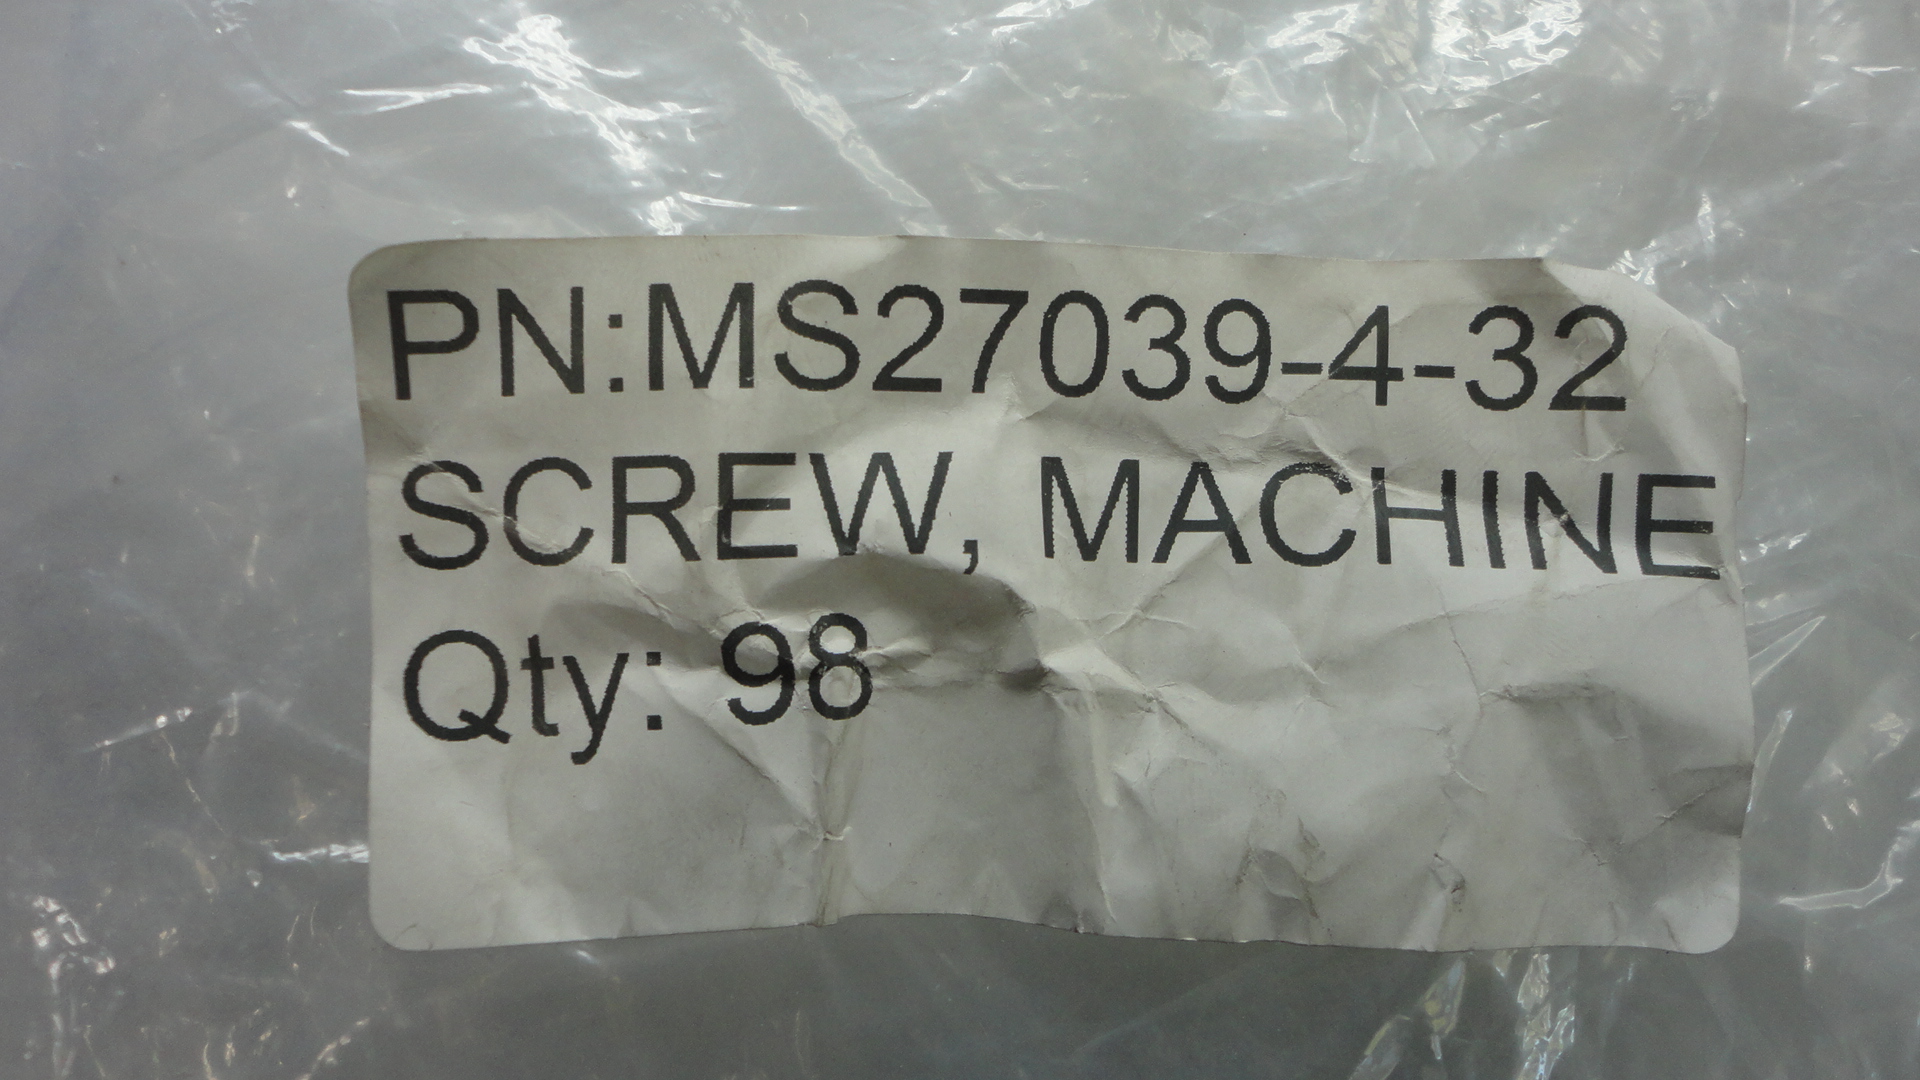 PN:MS27039-4-32
SCREW, MACHINE
Qty: 98